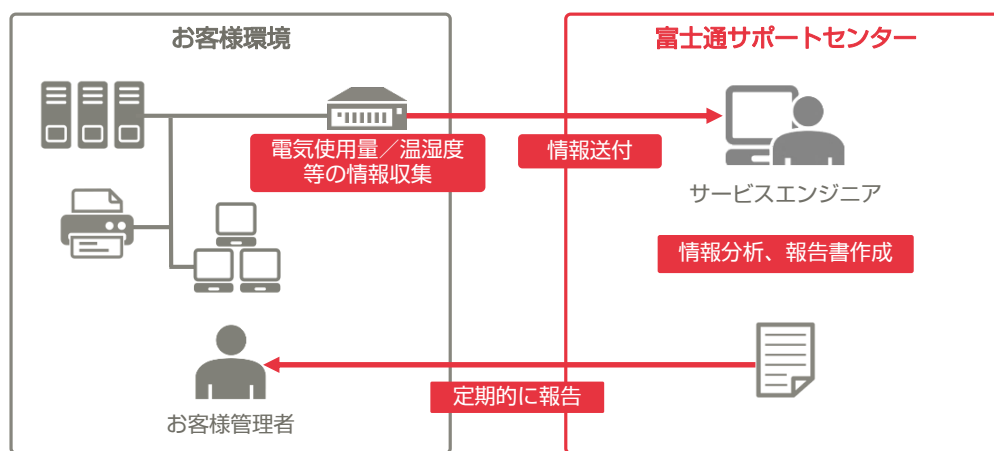 お客様環境
富士通サポートセンター
電気使用量／温湿度
等の情報収集
情報送付
サービスエンジニア
情報分析、報告書作成
定期的に報告
お客様管理者